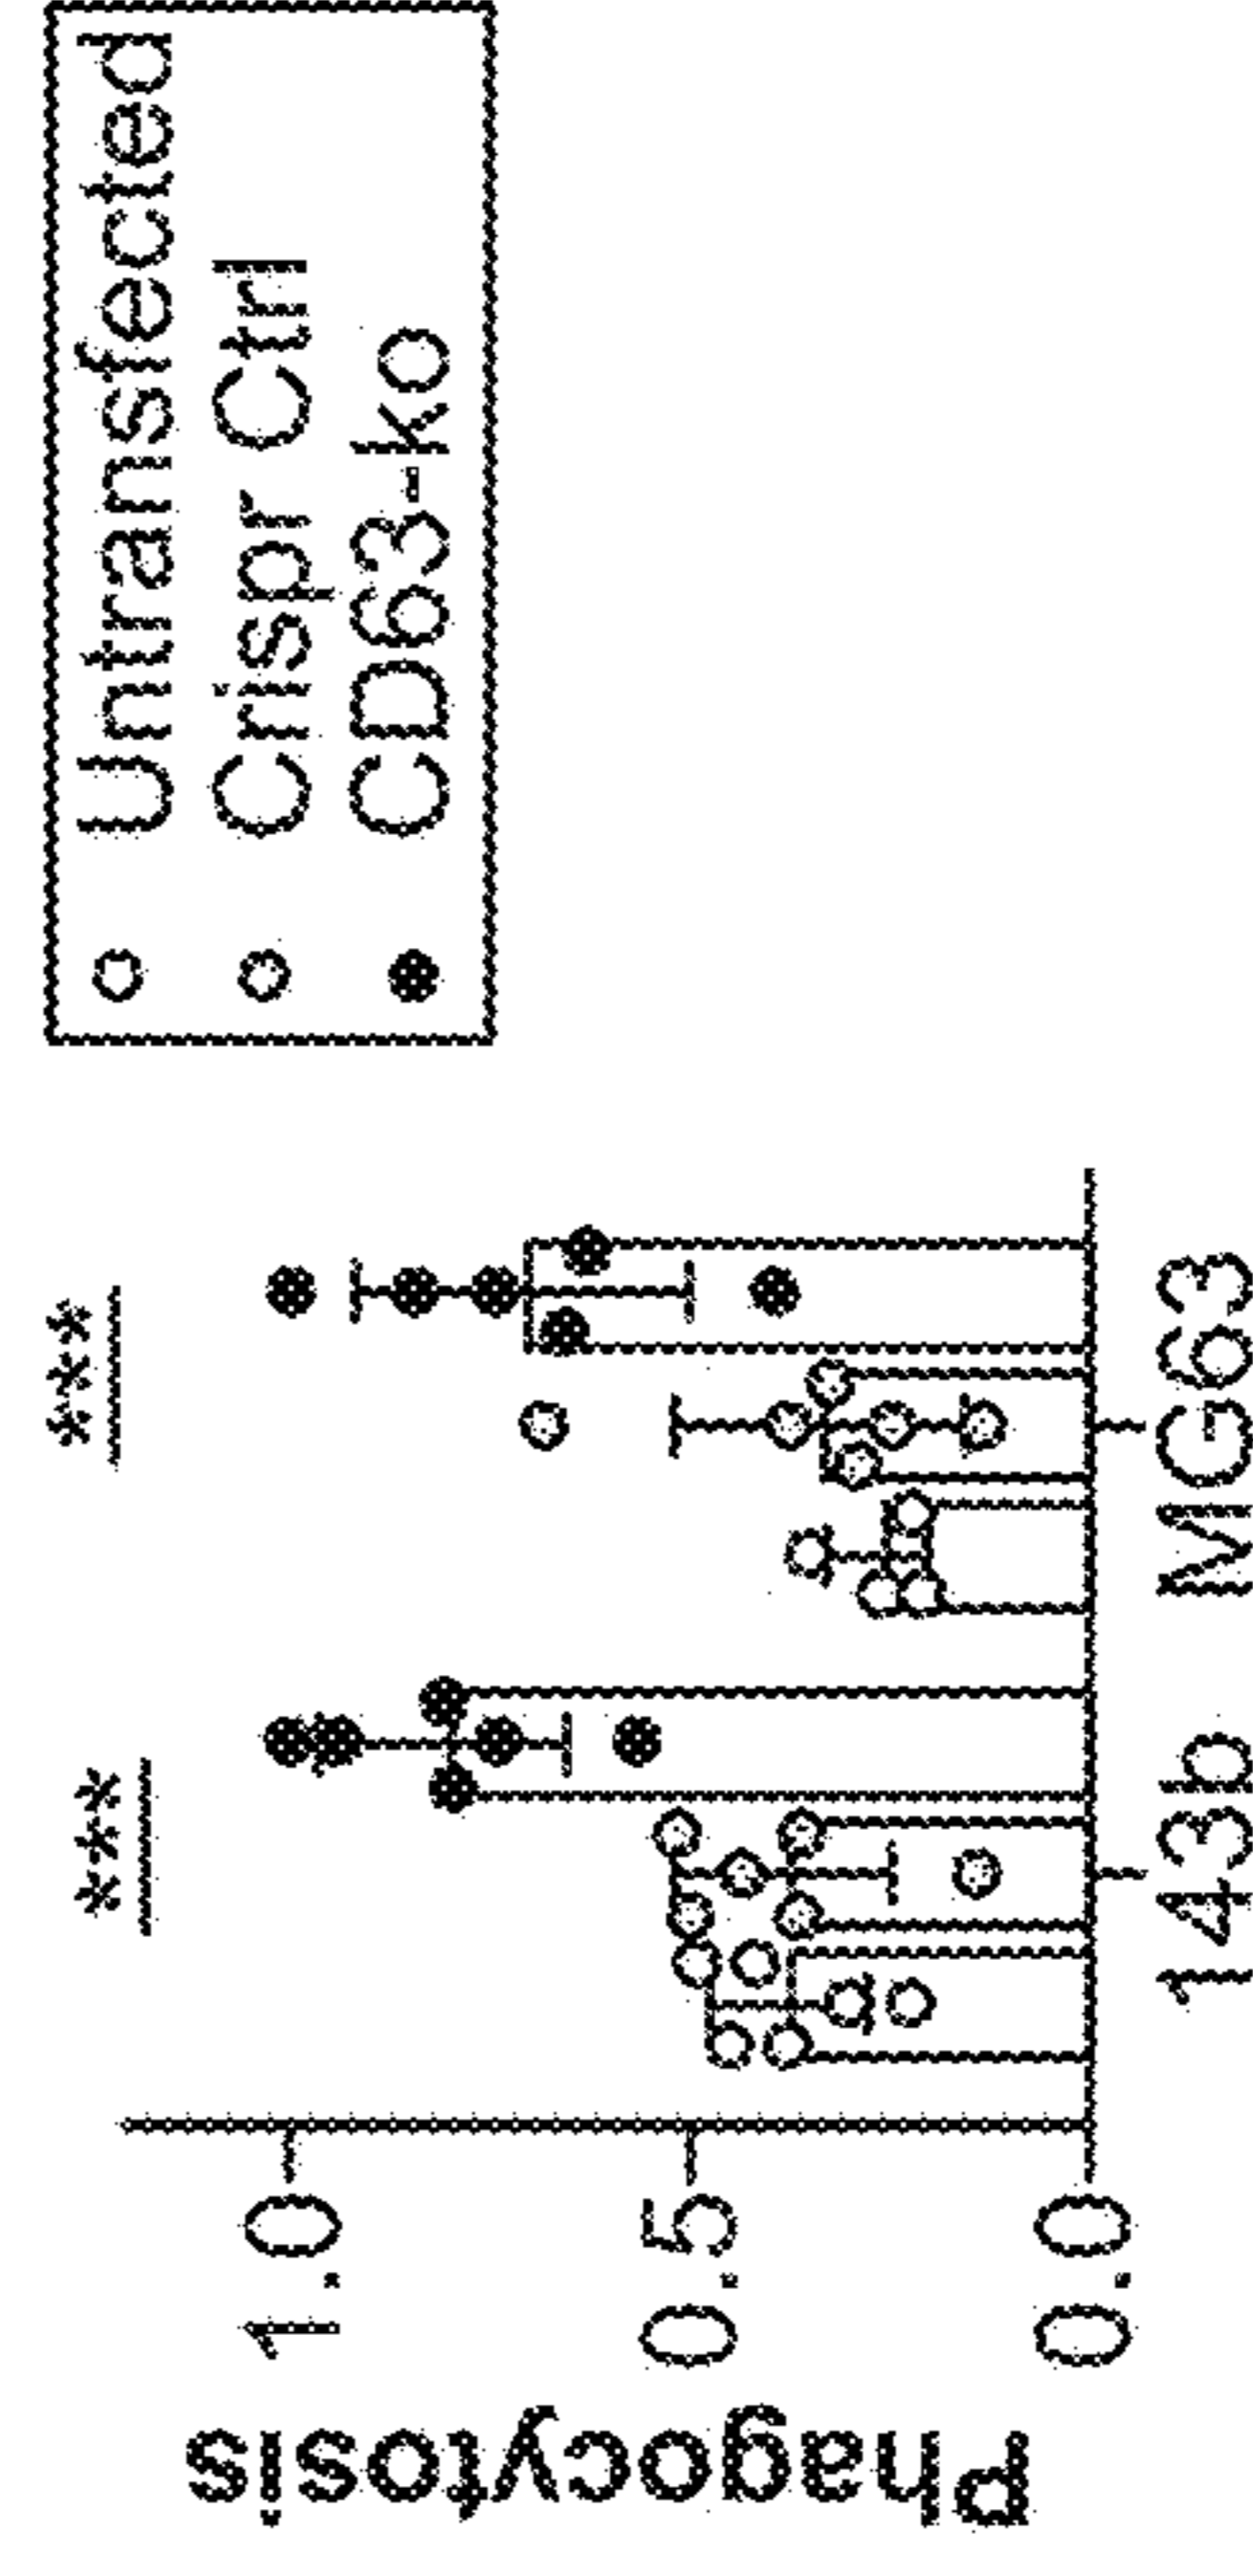 Phagocytosis
1.0
0.5
0.0
***
***
143b
MG63
Untransfected
Crispr Ctrl
CD63-ko